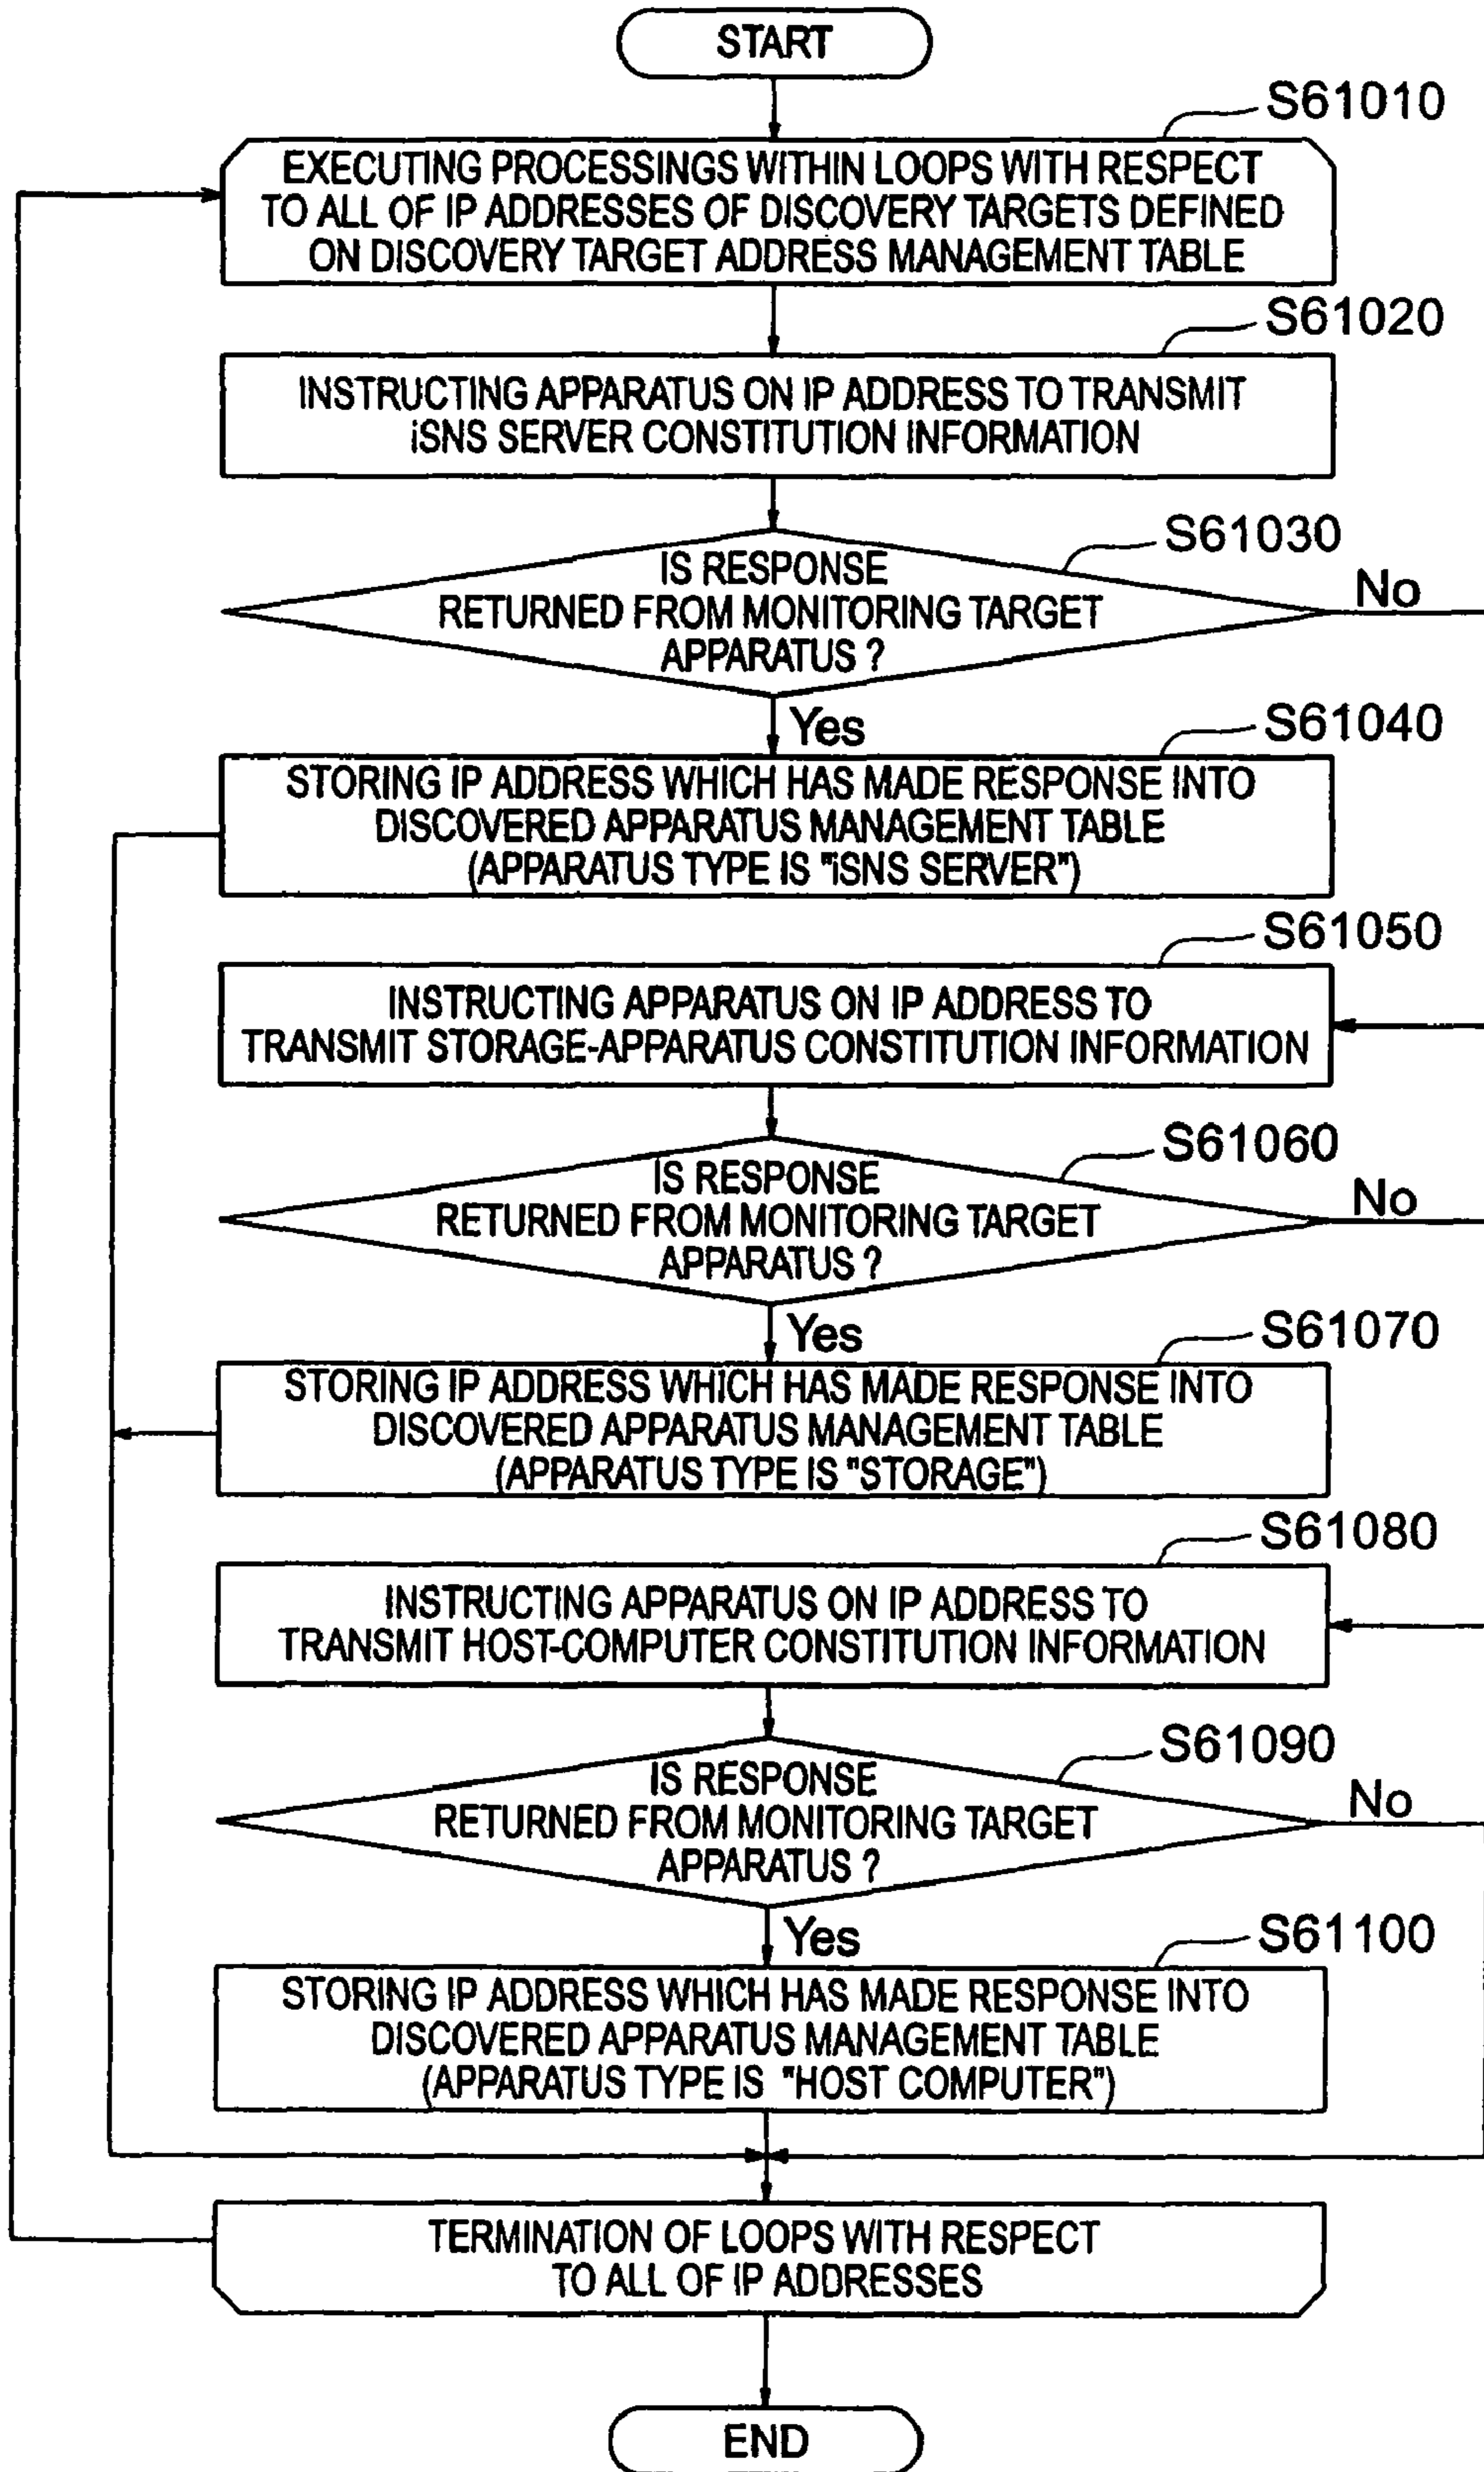 START
S61010
EXECUTING PROCESSINGS WITHIN LOOPS WITH RESPECT
TO ALL OF IP ADDRESSES OF DISCOVERY TARGETS DEFINED
ON DISCOVERY TARGET ADDRESS MANAGEMENT TABLE
S61020
INSTRUCTING APPARATUS ON IP ADDRESS TO TRANSMIT
iSNS SERVER CONSTITUTION INFORMATION
S61030
IS RESPONSE
RETURNED FROM MONITORING TARGET
APPARATUS ?
No
Yes
S61040
STORING IP ADDRESS WHICH HAS MADE RESPONSE INTO
DISCOVERED APPARATUS MANAGEMENT TABLE
(APPARATUS TYPE IS "iSNS SERVER")
S61050
INSTRUCTING APPARATUS ON IP ADDRESS TO
TRANSMIT STORAGE-APPARATUS CONSTITUTION INFORMATION
S61060
IS RESPONSE
RETURNED FROM MONITORING TARGET
APPARATUS ?
No
Yes
S61070
STORING IP ADDRESS WHICH HAS MADE RESPONSE INTO
DISCOVERED APPARATUS MANAGEMENT TABLE
(APPARATUS TYPE IS "STORAGE")
S61080
INSTRUCTING APPARATUS ON IP ADDRESS TO
TRANSMIT HOST-COMPUTER CONSTITUTION INFORMATION
S61090
IS RESPONSE
RETURNED FROM MONITORING TARGET
APPARATUS ?
No
Yes
S61100
STORING IP ADDRESS WHICH HAS MADE RESPONSE INTO
DISCOVERED APPARATUS MANAGEMENT TABLE
(APPARATUS TYPE IS "HOST COMPUTER")
TERMINATION OF LOOPS WITH RESPECT
TO ALL OF IP ADDRESSES
END